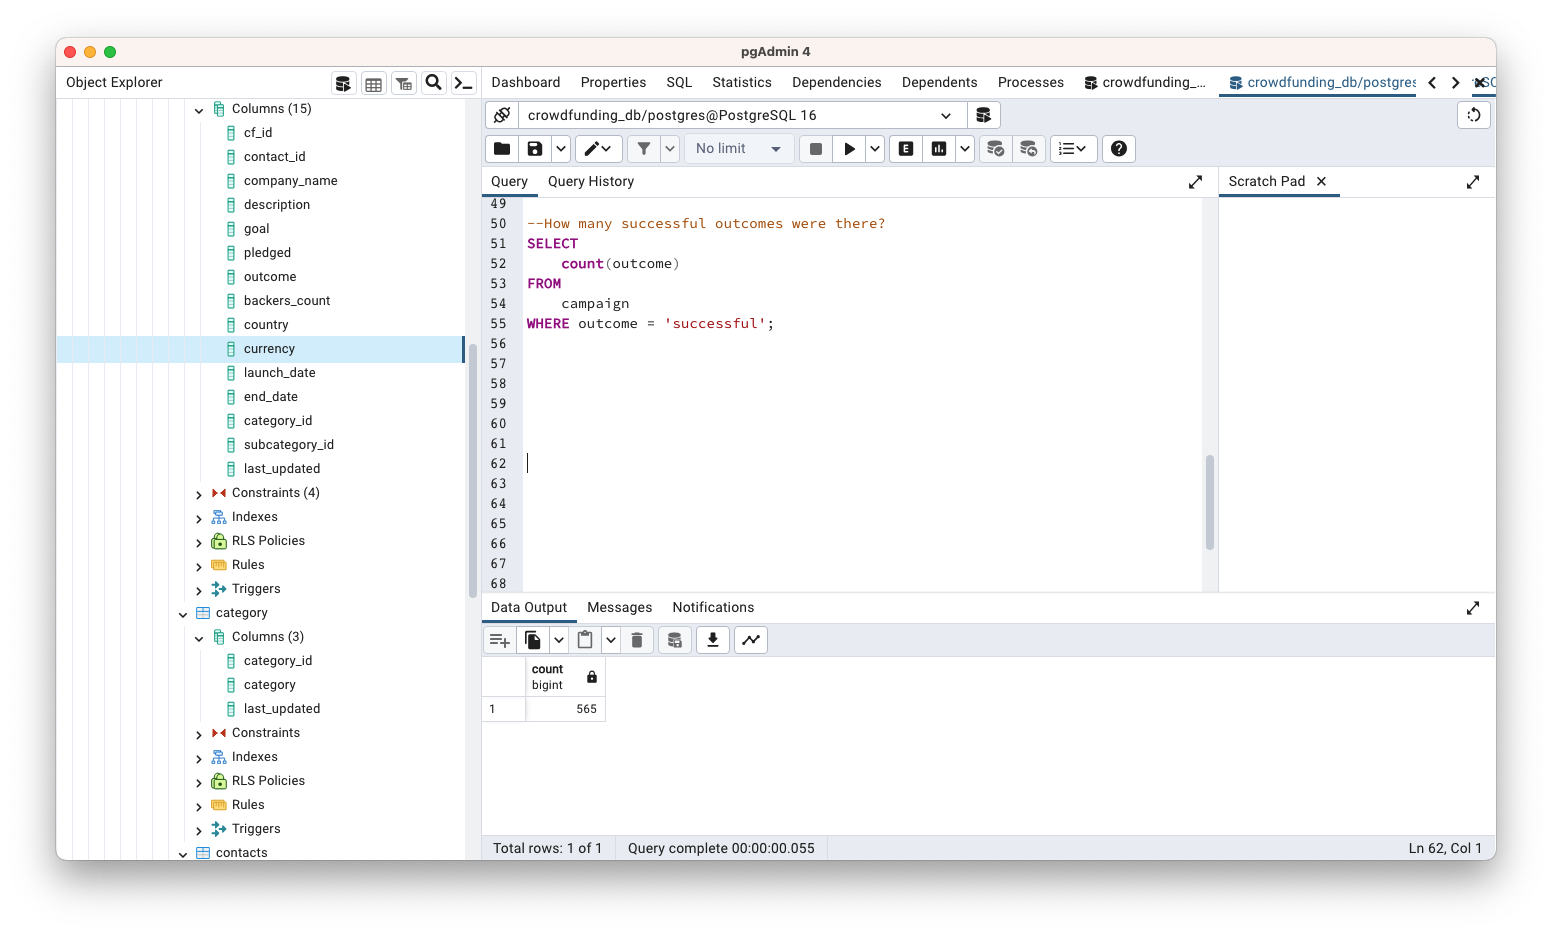 pgAdmin 4
Object Explorer
Columns (15)
cf_id
contact_id
company_name
description
goal
pledged
outcome
backers_count
country
currency
launch_date
end_date
category_id
subcategory_id
last_updated
Constraints (4)
Indexes
RLS Policies
Rules
Triggers
category
Columns (3)
category_id
category
last_updated
Constraints
Indexes
RLS Policies
Rules
Triggers
contacts
Dashboard Properties SQL Statistics Dependencies Dependents Processes crowdfunding_... crowdfunding_db/postgres
crowdfunding_db/postgres@PostgreSQL 16
No limit
Query Query History
Scratch Pad
49
50 --How many successful outcomes were there?
51 SELECT
52 count(outcome)
53 FROM
54 campaign
55 WHERE outcome = 'successful';
56
57
58
59
60
61
62
63
64
65
66
67
68
Data Output Messages Notifications
count
bigint
1 565
Total rows: 1 of 1 Query complete 00:00:00.055 Ln 62, Col 1